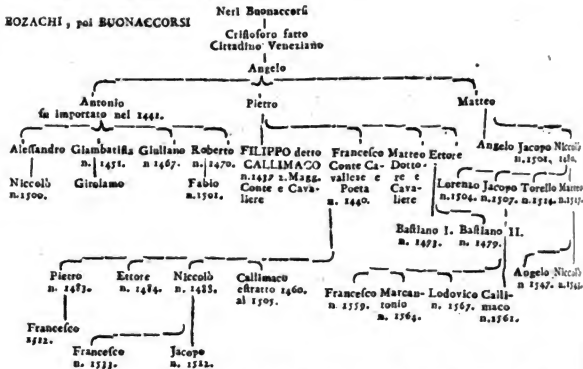 Neri Buonaccorsi
BOZACHI, poi BUONACCORSI
Cristoforo fatto
Cittadino Veneziano
Angelo
Antonio
fu importato nel 1441.
Pietro
Matteo
Alessandro Giambatista Giuliano Roberto
n. 1451. n 1467. n. 1470.
FILIPPO detto
CALLIMACO
n. 1437 2. Magg.
Conte e Cava-
liere
Francesco
Conte Ca-
vallese e
Poeta
n. 1440.
Matteo
Dotto-
re e
Cava-
liere
Ettore
Angelo Jacopo Niccolò
n. 1501.
Niccolò
n. 1500.
Girolamo
Fabio
n. 1501.
Lorenzo Jacopo Torello Matteo
n. 1504. n. 1507. n. 1514. n. 1517.
Bastiano I. Bastiano II.
n. 1493. n. 1479.
Pietro
n. 1483.
Ettore
n. 1484.
Niccolò
n. 1488.
Callimaco
estratto 1460.
al 1505.
Angelo Niccolò
n 1547.
Francesco
n. 1559.
Marcan-
tonio
n. 1564.
Lodovico
n. 1567.
Calli-
maco
n. 1561.
Francesco
1512.
Francesco
n. 1533.
Jacopo
n. 1522.